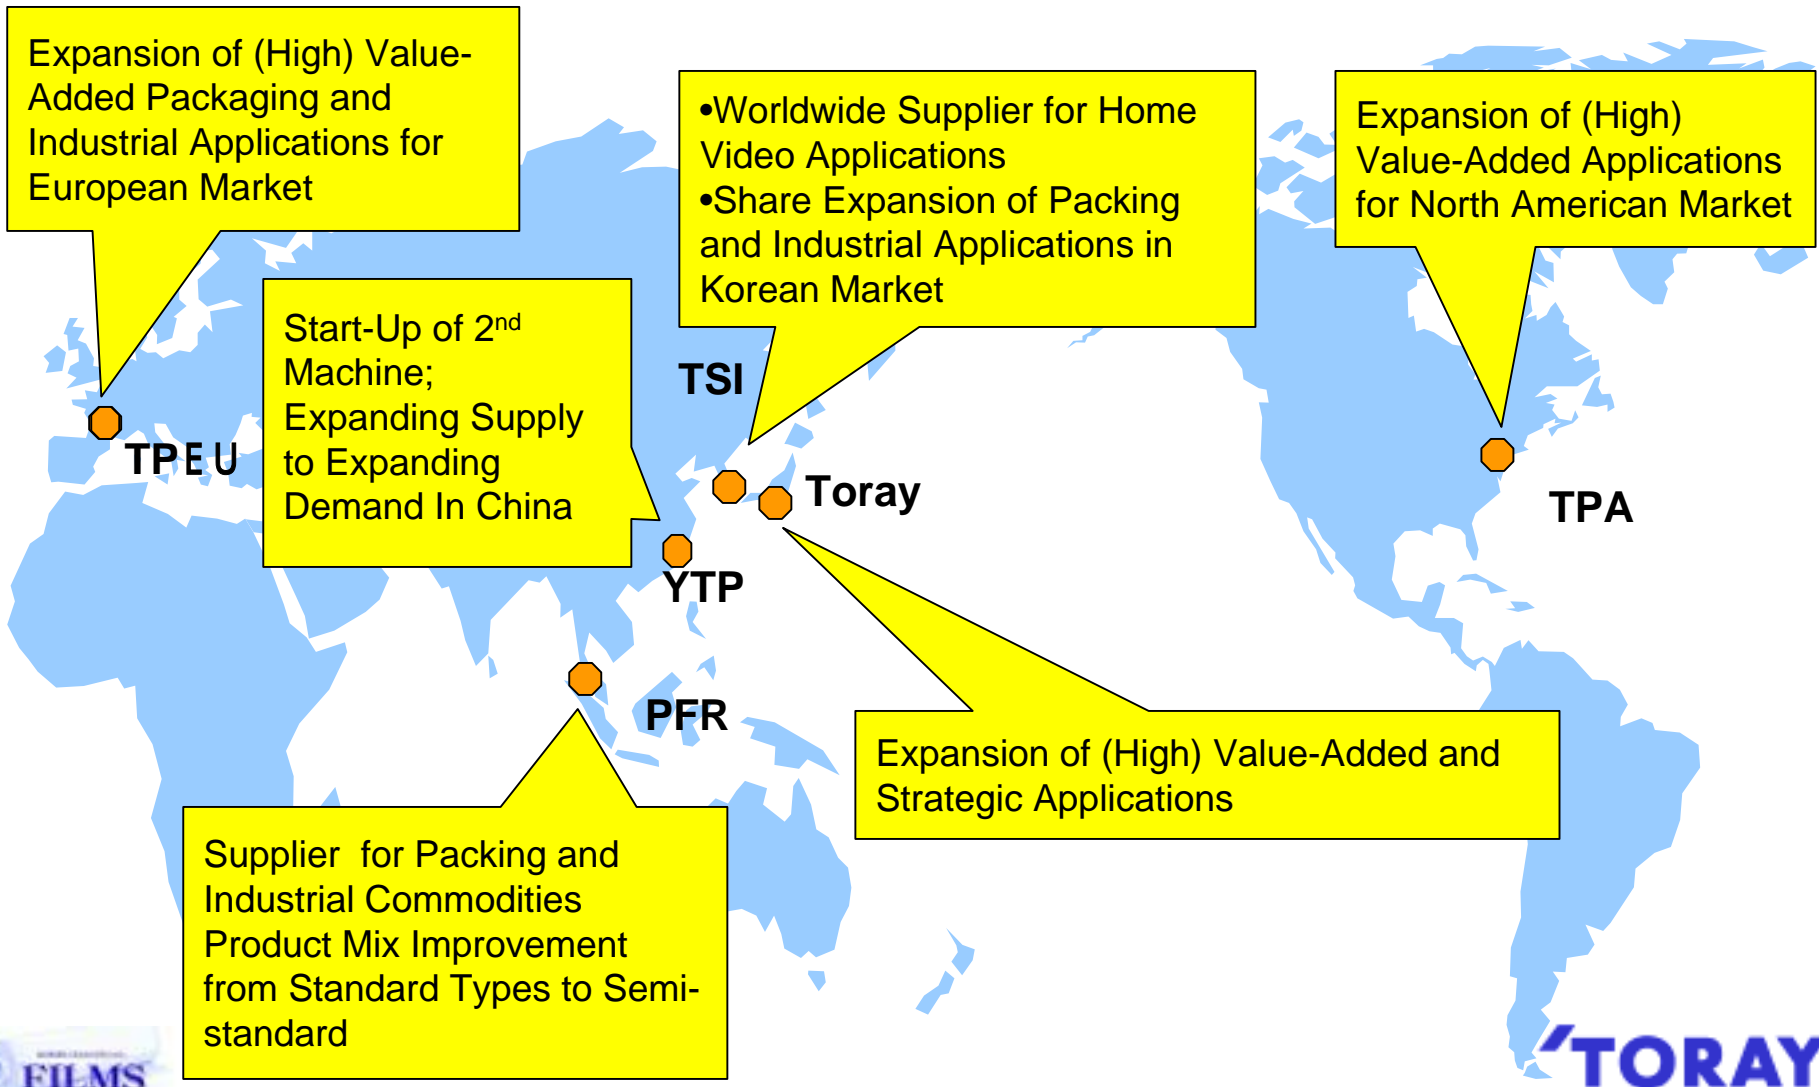 Expansion of (High) Value-
Added Packaging and
Industrial Applications for
European Market
•Worldwide Supplier for Home
Video Applications
•Share Expansion of Packing
and Industrial Applications in
Korean Market
Expansion of (High)
Value-Added Applications
for North American Market
Start-Up of 2nd
Machine;
Expanding Supply
to Expanding
Demand In China
TSI
TPEU
Toray
TPA
YTP
PFR
Expansion of (High) Value-Added and
Strategic Applications
Supplier  for Packing and
Industrial Commodities
Product Mix Improvement
from Standard Types to Semi-
standard
FILMS
TORAY